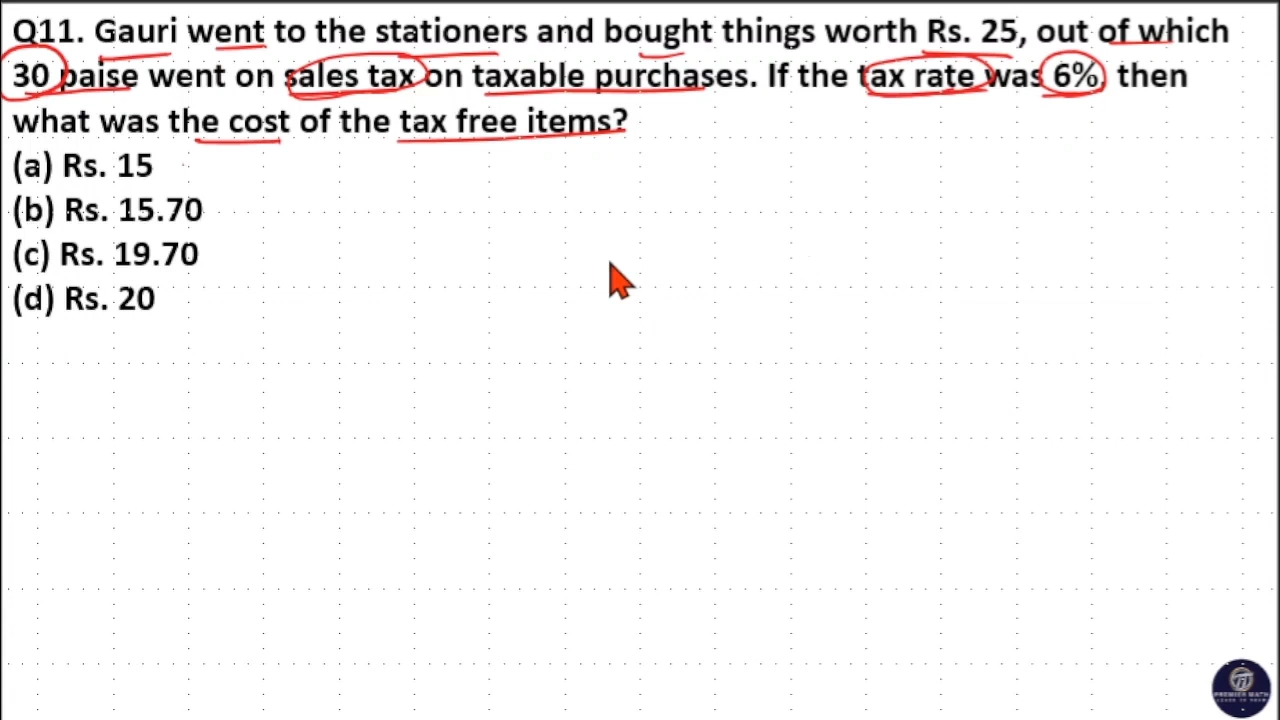 Q11. Gauri went to the stationers and bought things worth Rs. 25, out of which
30 paise went on sales tax on taxable purchases. If the tax rate was 6%, then
what was the cost of the tax free items?
(a) Rs. 15
(b) Rs. 15.70
(c) Rs. 19.70
(d) Rs. 20
PREMIER MATH